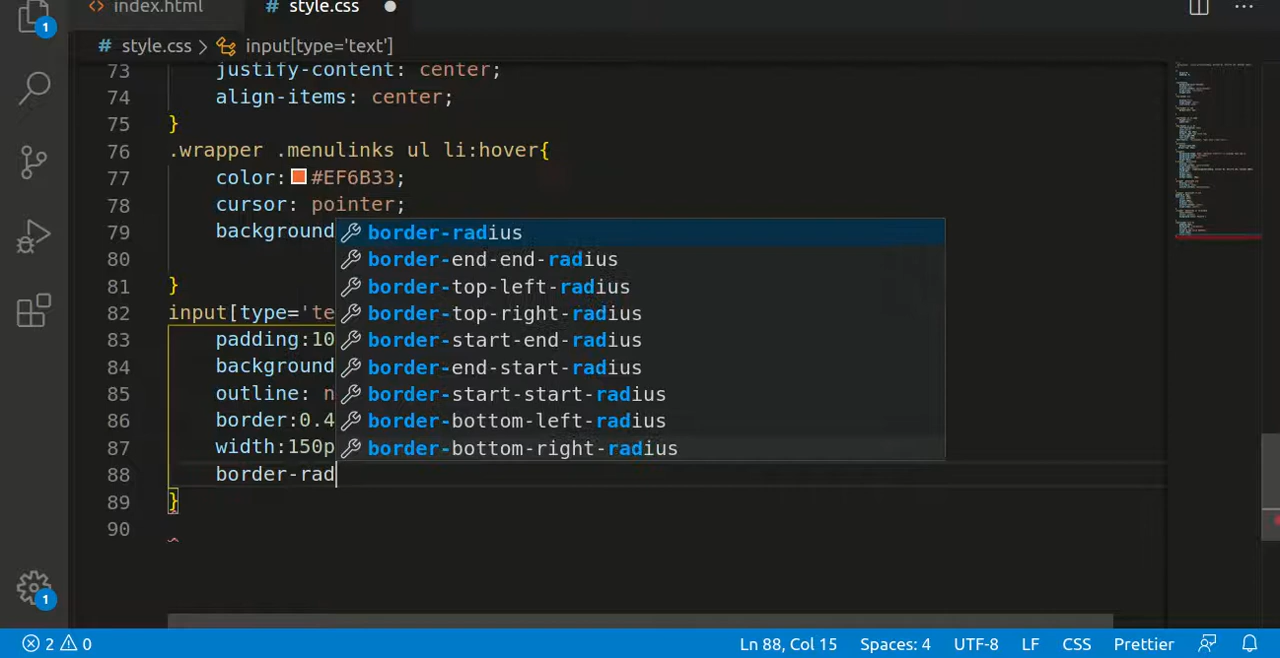 index.html # style.css
# style.css > input[type='text']
73 justify-content: center;
74 align-items: center;
75 }
76 .wrapper .menulinks ul li:hover{
77 color: #EF6B33;
78 cursor: pointer;
79 background
border-radius
80
border-end-end-radius
81 }
border-top-left-radius
82 input[type='te
border-top-right-radius
83 padding:10
border-start-end-radius
84 background
border-end-start-radius
85 outline: n
border-start-start-radius
86 border:0.4
border-bottom-left-radius
87 width:150p
border-bottom-right-radius
88 border-rad
89 }
90
1
1
2 0 Ln 88, Col 15 Spaces: 4 UTF-8 LF CSS Prettier